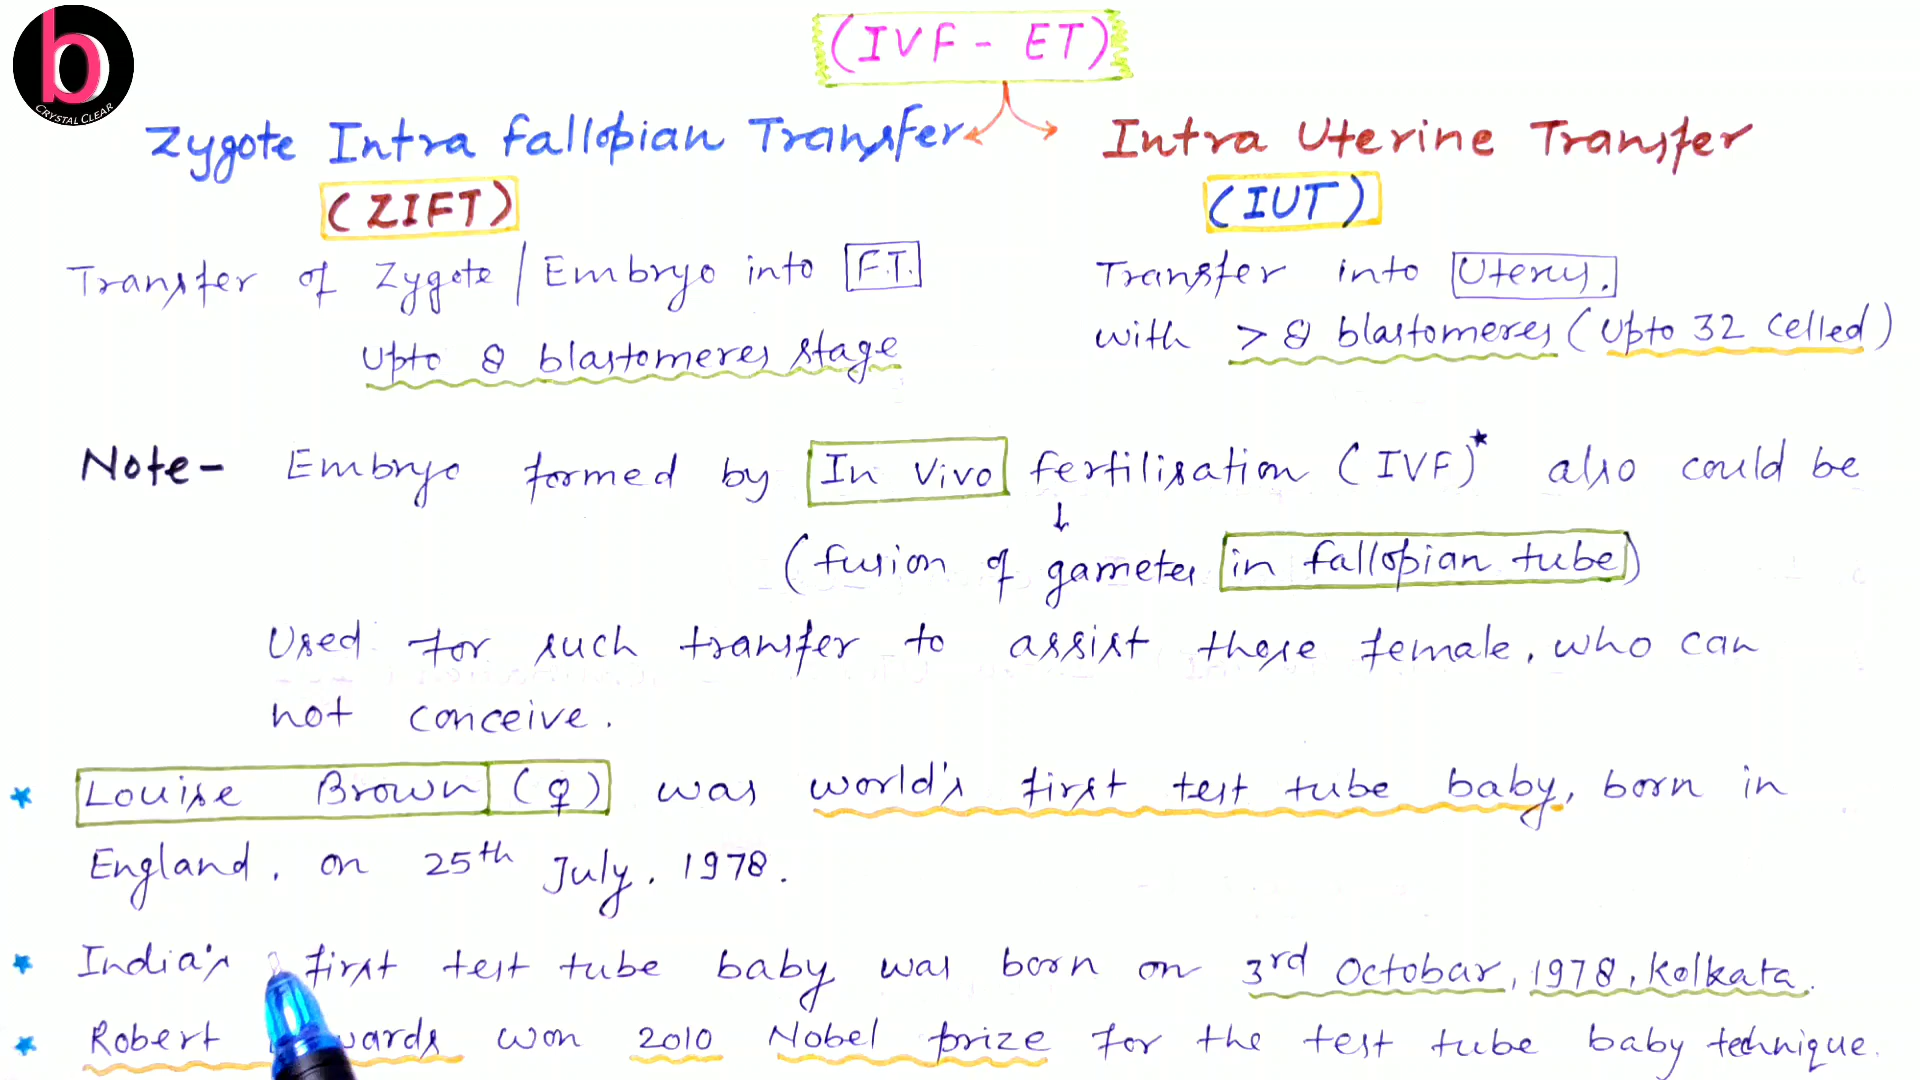 b
CRYSTAL CLEAR
(IVF - ET)
Zygote Intra Fallopian Transfer
(ZIFT)
Transfer of Zygote / Embryo into F.T.
Upto 8 blastomeres stage
Intra Uterine Transfer
(IUT)
Transfer into Uterus.
with > 8 blastomeres (Upto 32 celled)
Note- Embryo formed by In Vivo fertilisation (IVF)* also could be
(fusion of gametes in fallopian tube)
Used for such transfer to assist those female, who can
not conceive.
* Louise Brown (♀) was world's first test tube baby, born in
England, on 25th July, 1978.
* India's first test tube baby was born on 3rd Octobar, 1978, Kolkata.
* Robert wards won 2010 Nobel prize for the test tube baby technique.